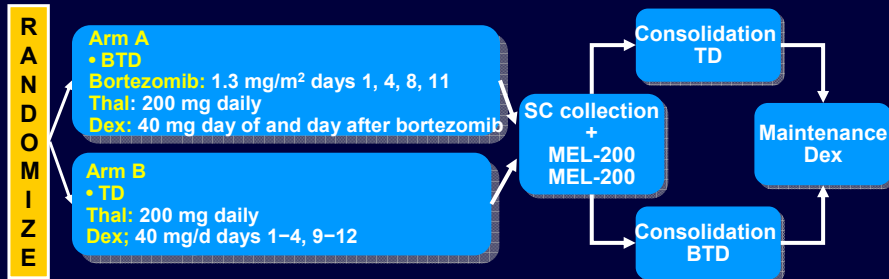 RANDOMIZE
Arm A
• BTD
Bortezomib: 1.3 mg/m² days 1, 4, 8, 11
Thal: 200 mg daily
Dex: 40 mg day of and day after bortezomib
Arm B
• TD
Thal: 200 mg daily
Dex; 40 mg/d days 1−4, 9−12
SC collection
+
MEL-200
MEL-200
Consolidation
TD
Consolidation
BTD
Maintenance
Dex